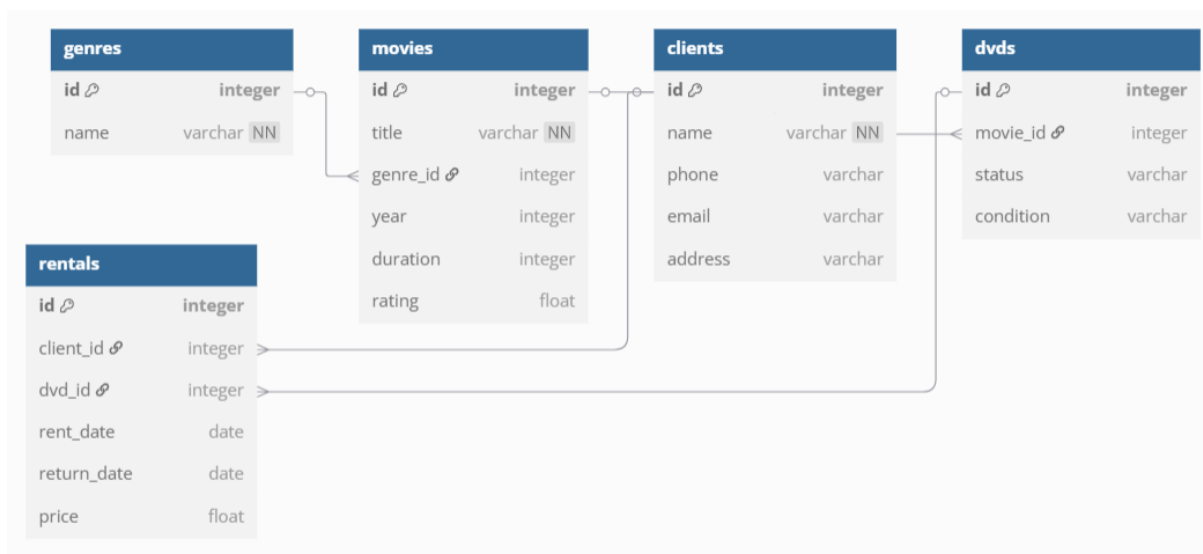 genres
id integer
name varchar NN
movies
id integer
title varchar NN
genre_id integer
year integer
duration integer
rating float
clients
id integer
name varchar NN
phone varchar
email varchar
address varchar
dvds
id integer
movie_id integer
status varchar
condition varchar
rentals
id integer
client_id integer
dvd_id integer
rent_date date
return_date date
price float